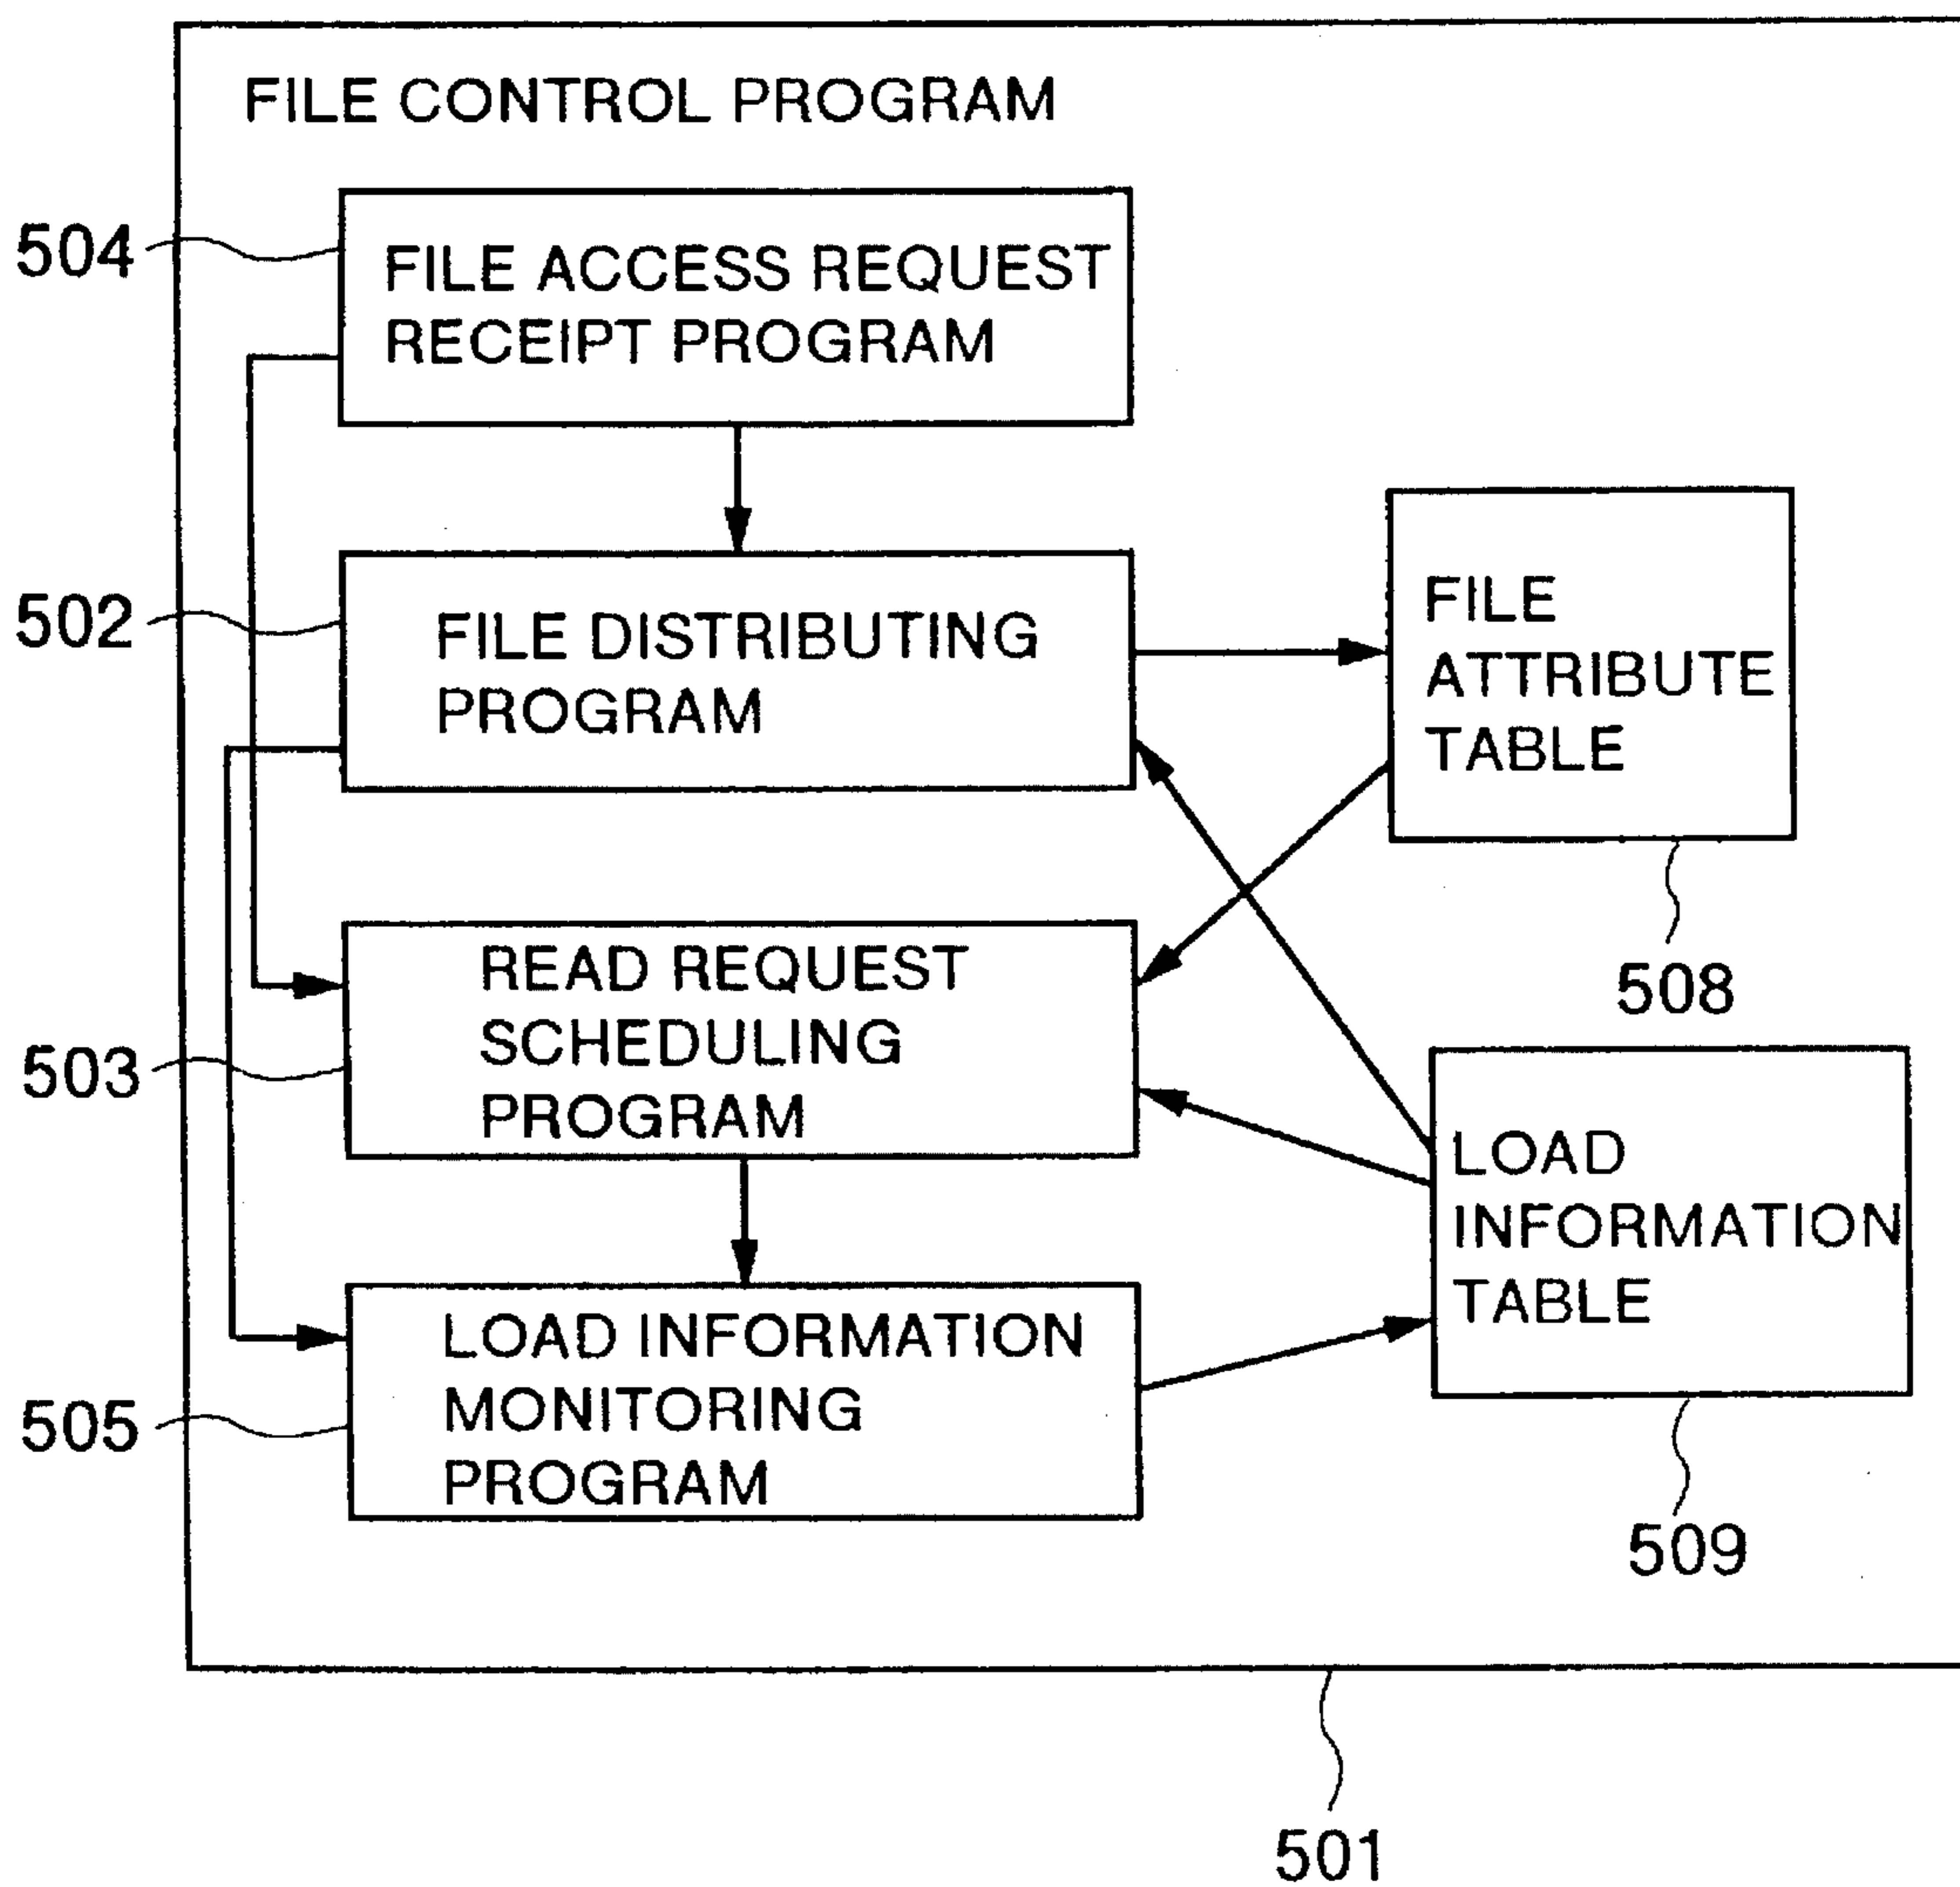 FILE CONTROL PROGRAM
504
FILE ACCESS REQUEST
RECEIPT PROGRAM
502
FILE DISTRIBUTING
PROGRAM
FILE
ATTRIBUTE
TABLE
508
503
READ REQUEST
SCHEDULING
PROGRAM
LOAD
INFORMATION
TABLE
509
505
LOAD INFORMATION
MONITORING
PROGRAM
501